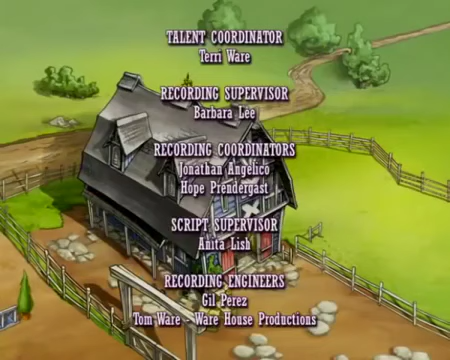 TALENT COORDINATOR
Terri Ware
RECORDING SUPERVISOR
Barbara Lee
RECORDING COORDINATORS
Jonathan Angelico
Hope Prendergast
SCRIPT SUPERVISOR
Anita Lish
RECORDING ENGINEERS
Gil Perez
Tom Ware - Ware House Productions